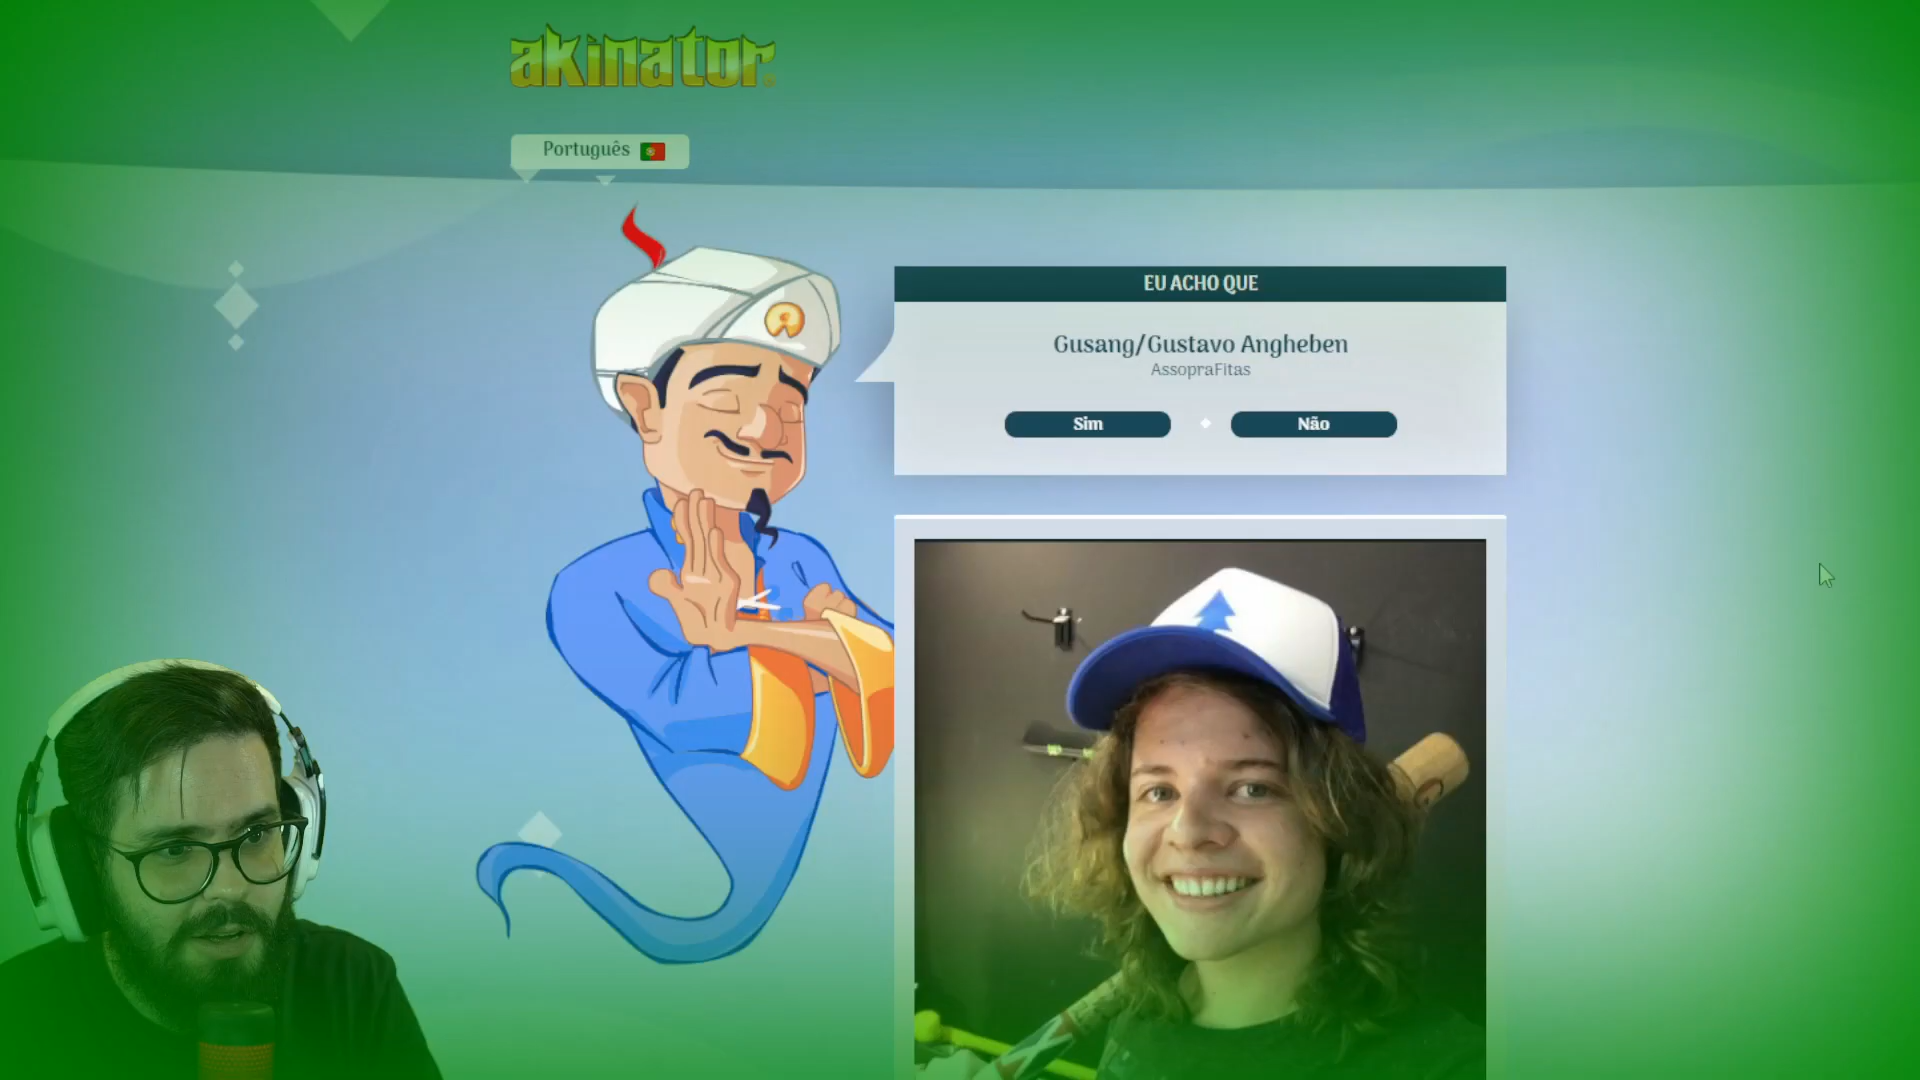 akinator
Português
EU ACHO QUE
Gusang/Gustavo Angheben
AssopraFitas
Sim
Não